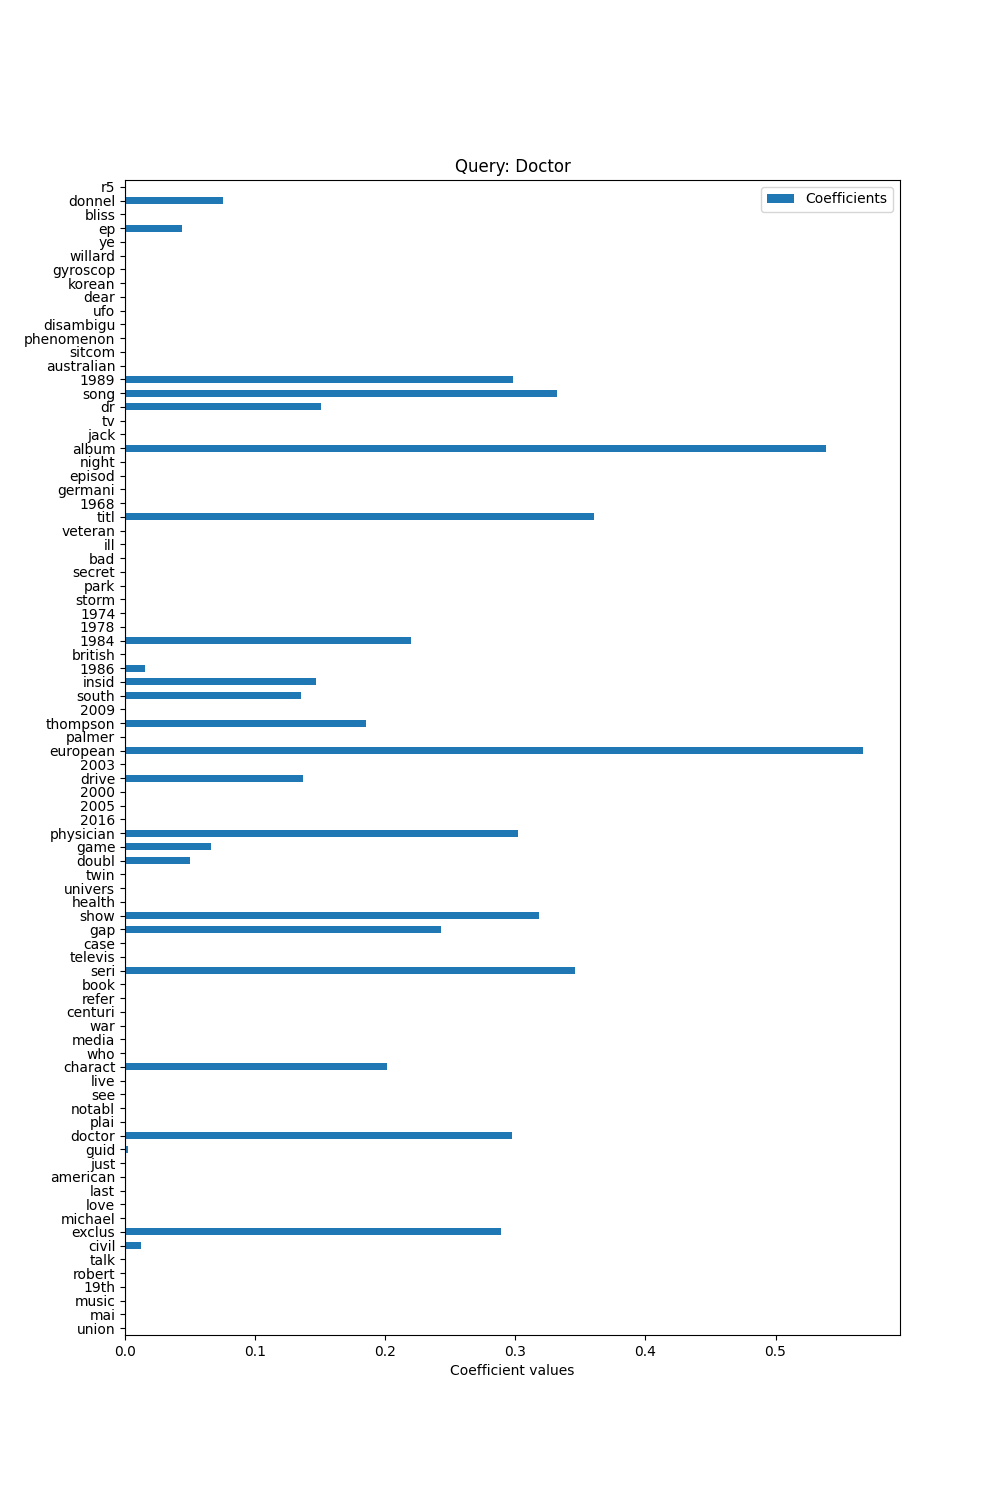 Query: Doctor
Coefficients
r5
donnel
bliss
ep
ye
willard
gyroscop
korean
dear
ufo
disambigu
phenomenon
sitcom
australian
1989
song
dr
tv
jack
album
night
episod
germani
1968
titl
veteran
ill
bad
secret
park
storm
1974
1978
1984
british
1986
insid
south
2009
thompson
palmer
european
2003
drive
2000
2005
2016
physician
game
doubl
twin
univers
health
show
gap
case
televis
seri
book
refer
centuri
war
media
who
charact
live
see
notabl
plai
doctor
guid
just
american
last
love
michael
exclus
civil
talk
robert
19th
music
mai
union
0.0 0.1 0.2 0.3 0.4 0.5
Coefficient values